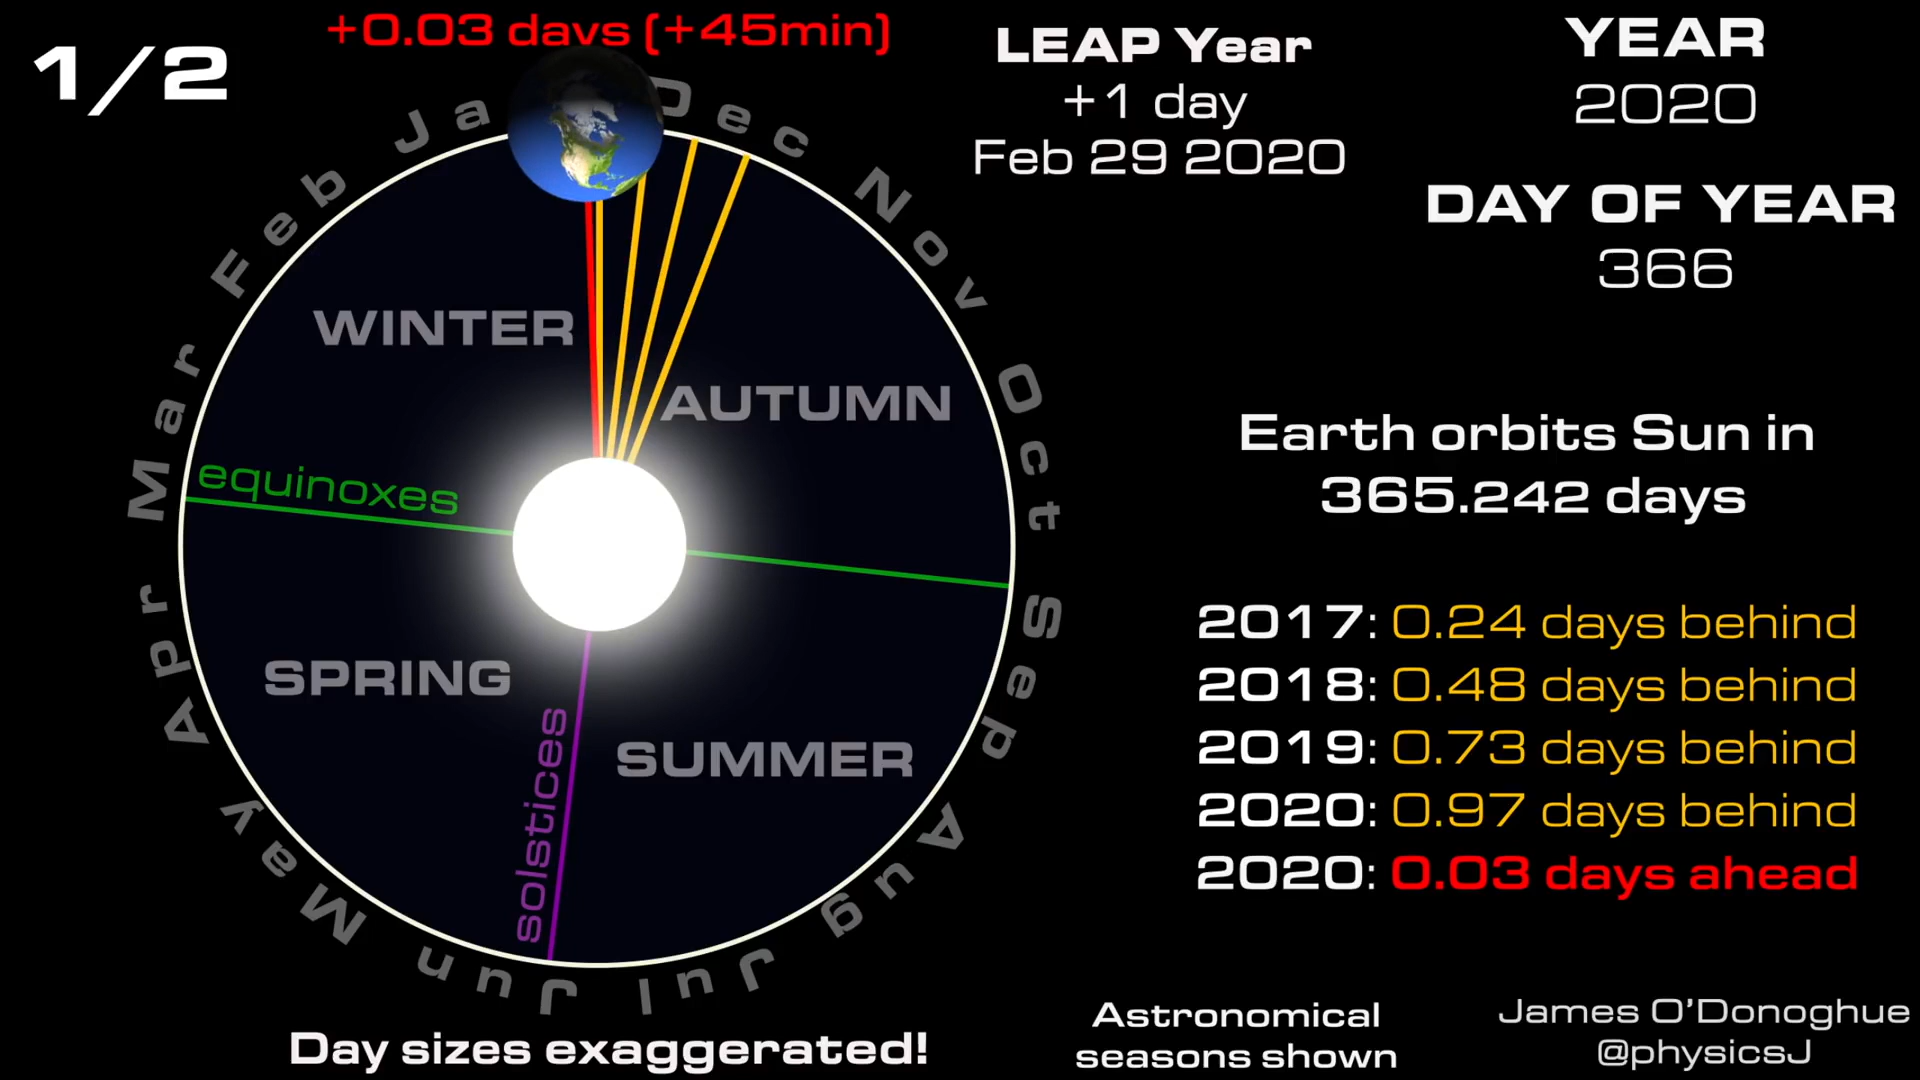 1/2
+0.03 days (+45min)
LEAP Year
+1 day
Feb 29 2020
YEAR
2020
DAY OF YEAR
366
Ja
Feb
Mar
Apr
May
Jun
Jul
Aug
Sep
Oct
Nov
Dec
WINTER
AUTUMN
equinoxes
SPRING
SUMMER
solstices
Earth orbits Sun in
365.242 days
2017: 0.24 days behind
2018: 0.48 days behind
2019: 0.73 days behind
2020: 0.97 days behind
2020: 0.03 days ahead
Day sizes exaggerated!
Astronomical
seasons shown
James O'Donoghue
@physicsJ